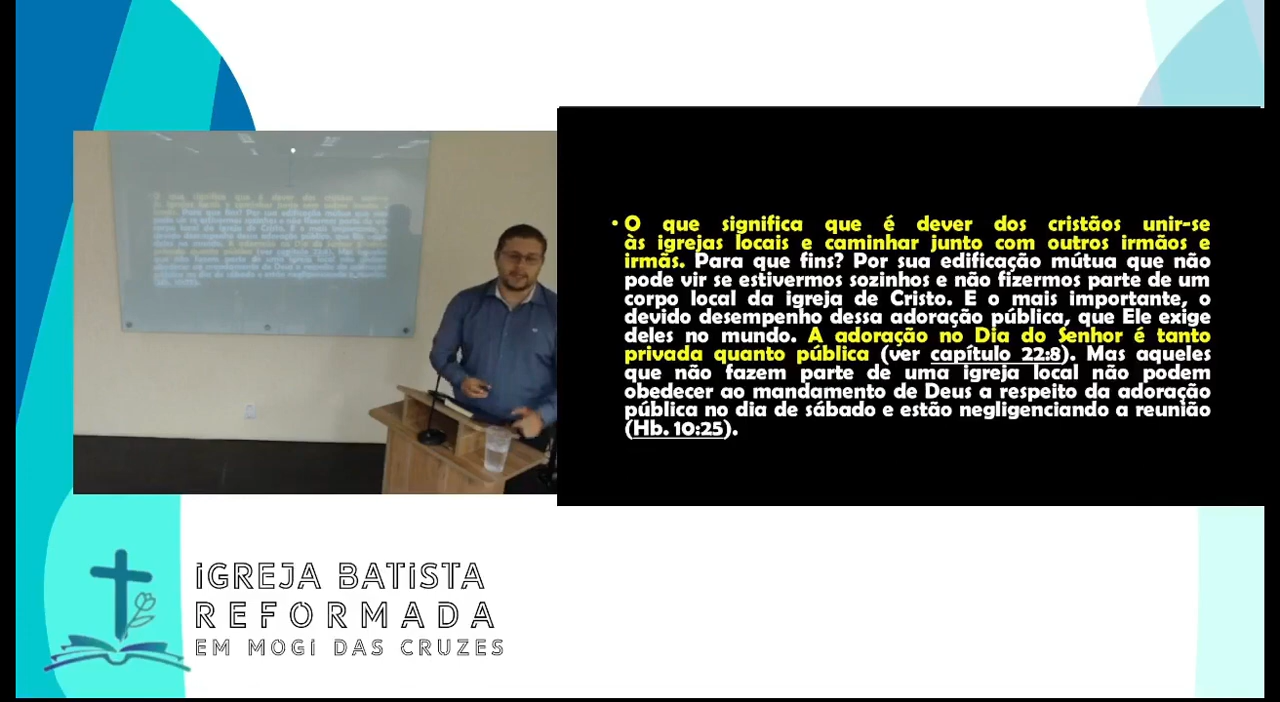 • O que significa que é dever dos cristãos unir-se
às igrejas locais e caminhar junto com outros irmãos e
irmãs. Para que fins? Por sua edificação mútua que não
pode vir se estivermos sozinhos e não fizermos parte de um
corpo local da igreja de Cristo. E o mais importante, o
devido desempenho dessa adoração pública, que Ele exige
deles no mundo. A adoração no Dia do Senhor é tanto
privada quanto pública (ver capítulo 22:8). Mas aqueles
que não fazem parte de uma igreja local não podem
obedecer ao mandamento de Deus a respeito da adoração
pública no dia de sábado e estão negligenciando a reunião
(Hb. 10:25).
IGREJA BATISTA
REFORMADA
EM MOGI DAS CRUZES